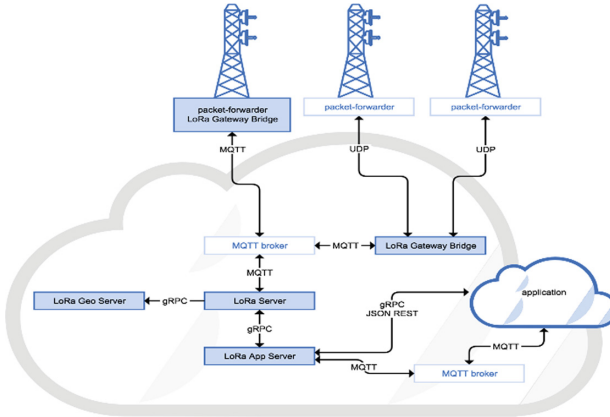 packet-forwarder
LoRa Gateway Bridge
packet-forwarder
packet-forwarder
MQTT
UDP
UDP
MQTT broker
MQTT
LoRa Gateway Bridge
MQTT
LoRa Geo Server
gRPC
LoRa Server
gRPC
JSON REST
application
gRPC
LoRa App Server
MQTT
MQTT
MQTT broker